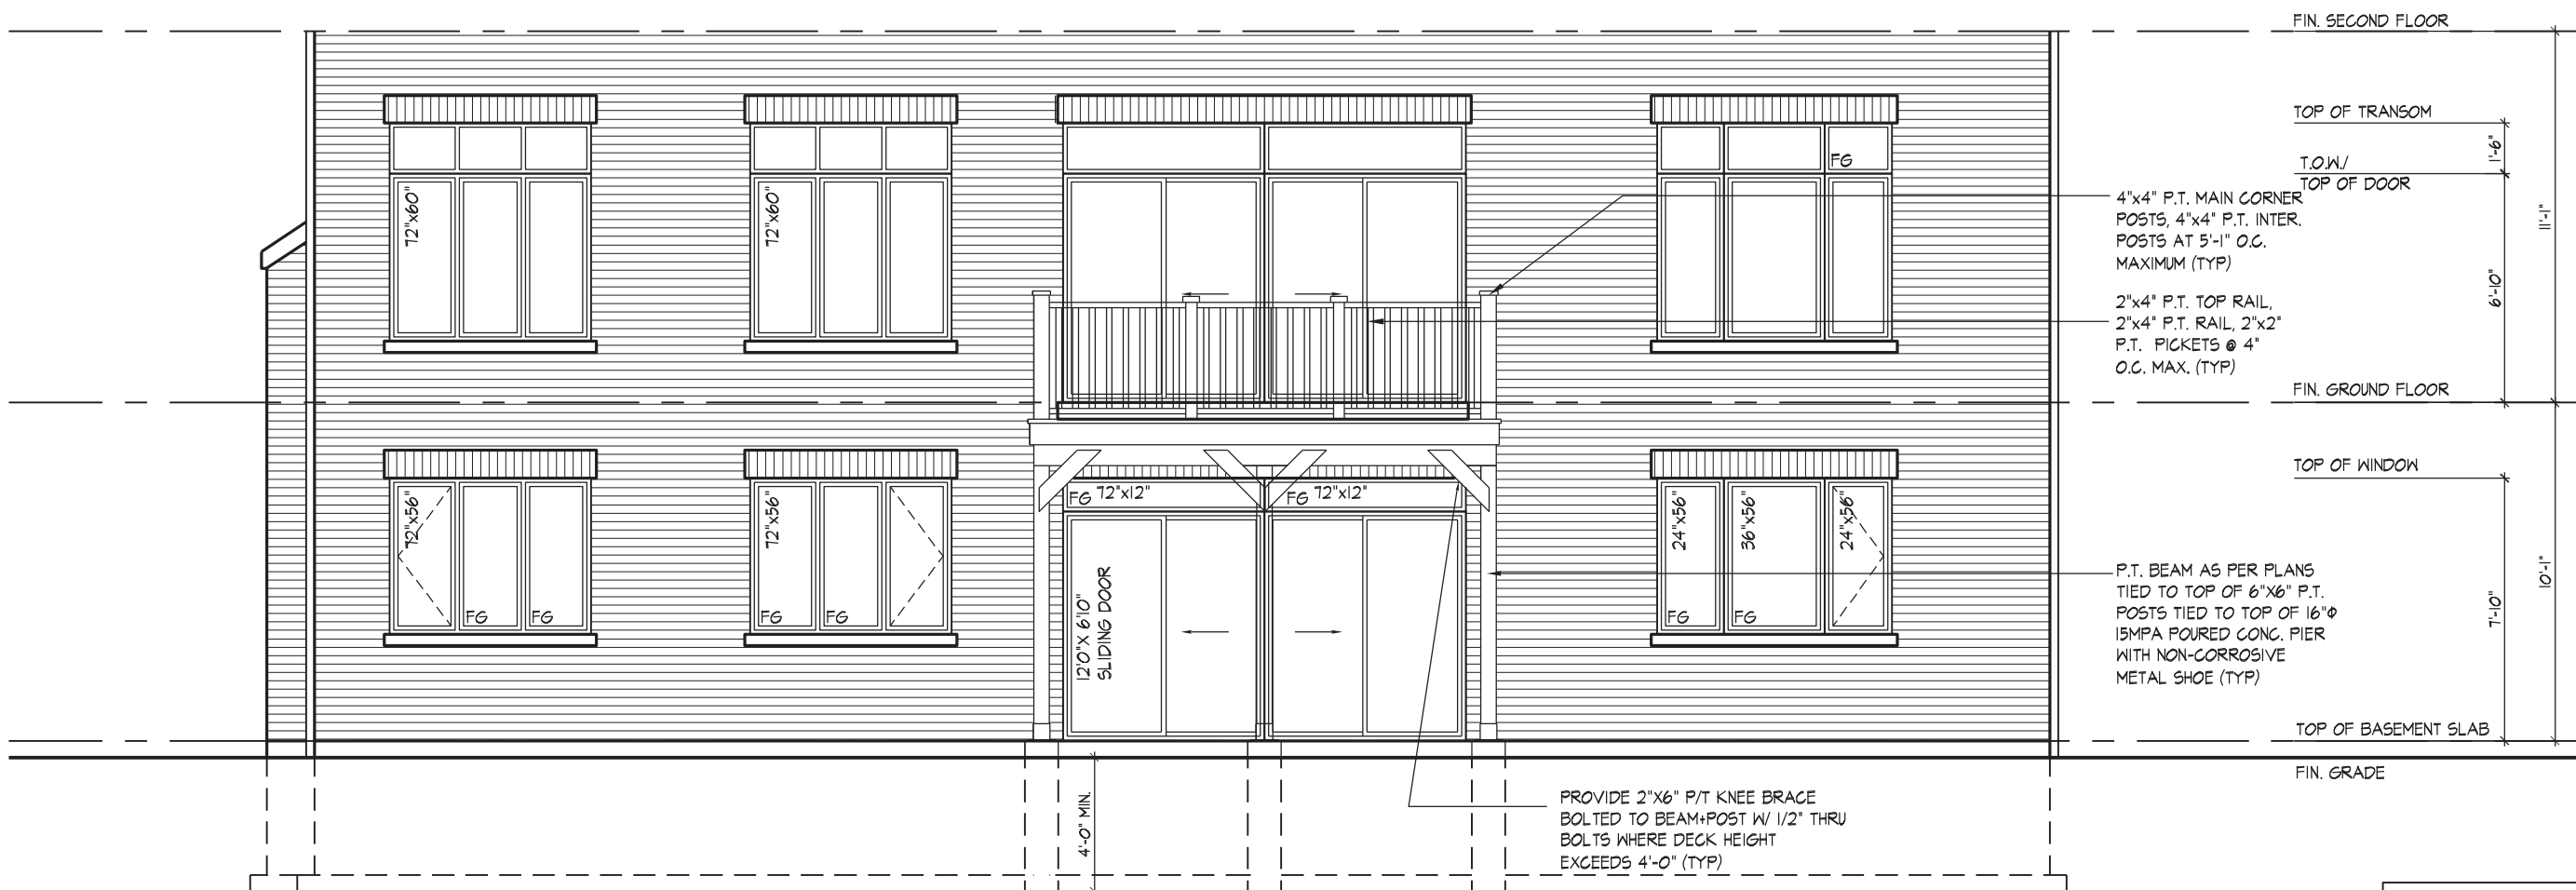 FIN. SECOND FLOOR
TOP OF TRANSOM
1'-6"
T.O.W./
TOP OF DOOR
11'-1"
6'-10"
FG
72"x60"
72"x60"
4"x4" P.T. MAIN CORNER
POSTS, 4"x4" P.T. INTER.
POSTS AT 5'-1" O.C.
MAXIMUM (TYP)
2"x4" P.T. TOP RAIL,
2"x4" P.T. RAIL, 2"x2"
P.T. PICKETS @ 4"
O.C. MAX. (TYP)
FIN. GROUND FLOOR
TOP OF WINDOW
72"x56"
FG
FG
72"x56"
FG
FG
FG 72"x12"
FG 72"x12"
12'0"X 6'10"
SLIDING DOOR
24"x56"
36"x56"
24"x56"
FG
FG
P.T. BEAM AS PER PLANS
TIED TO TOP OF 6"X6" P.T.
POSTS TIED TO TOP OF 16"Φ
15MPA POURED CONC. PIER
WITH NON-CORROSIVE
METAL SHOE (TYP)
7'-10"
10'-1"
TOP OF BASEMENT SLAB
FIN. GRADE
4'-0" MIN.
PROVIDE 2"X6" P/T KNEE BRACE
BOLTED TO BEAM+POST W/ 1/2" THRU
BOLTS WHERE DECK HEIGHT
EXCEEDS 4'-0" (TYP)